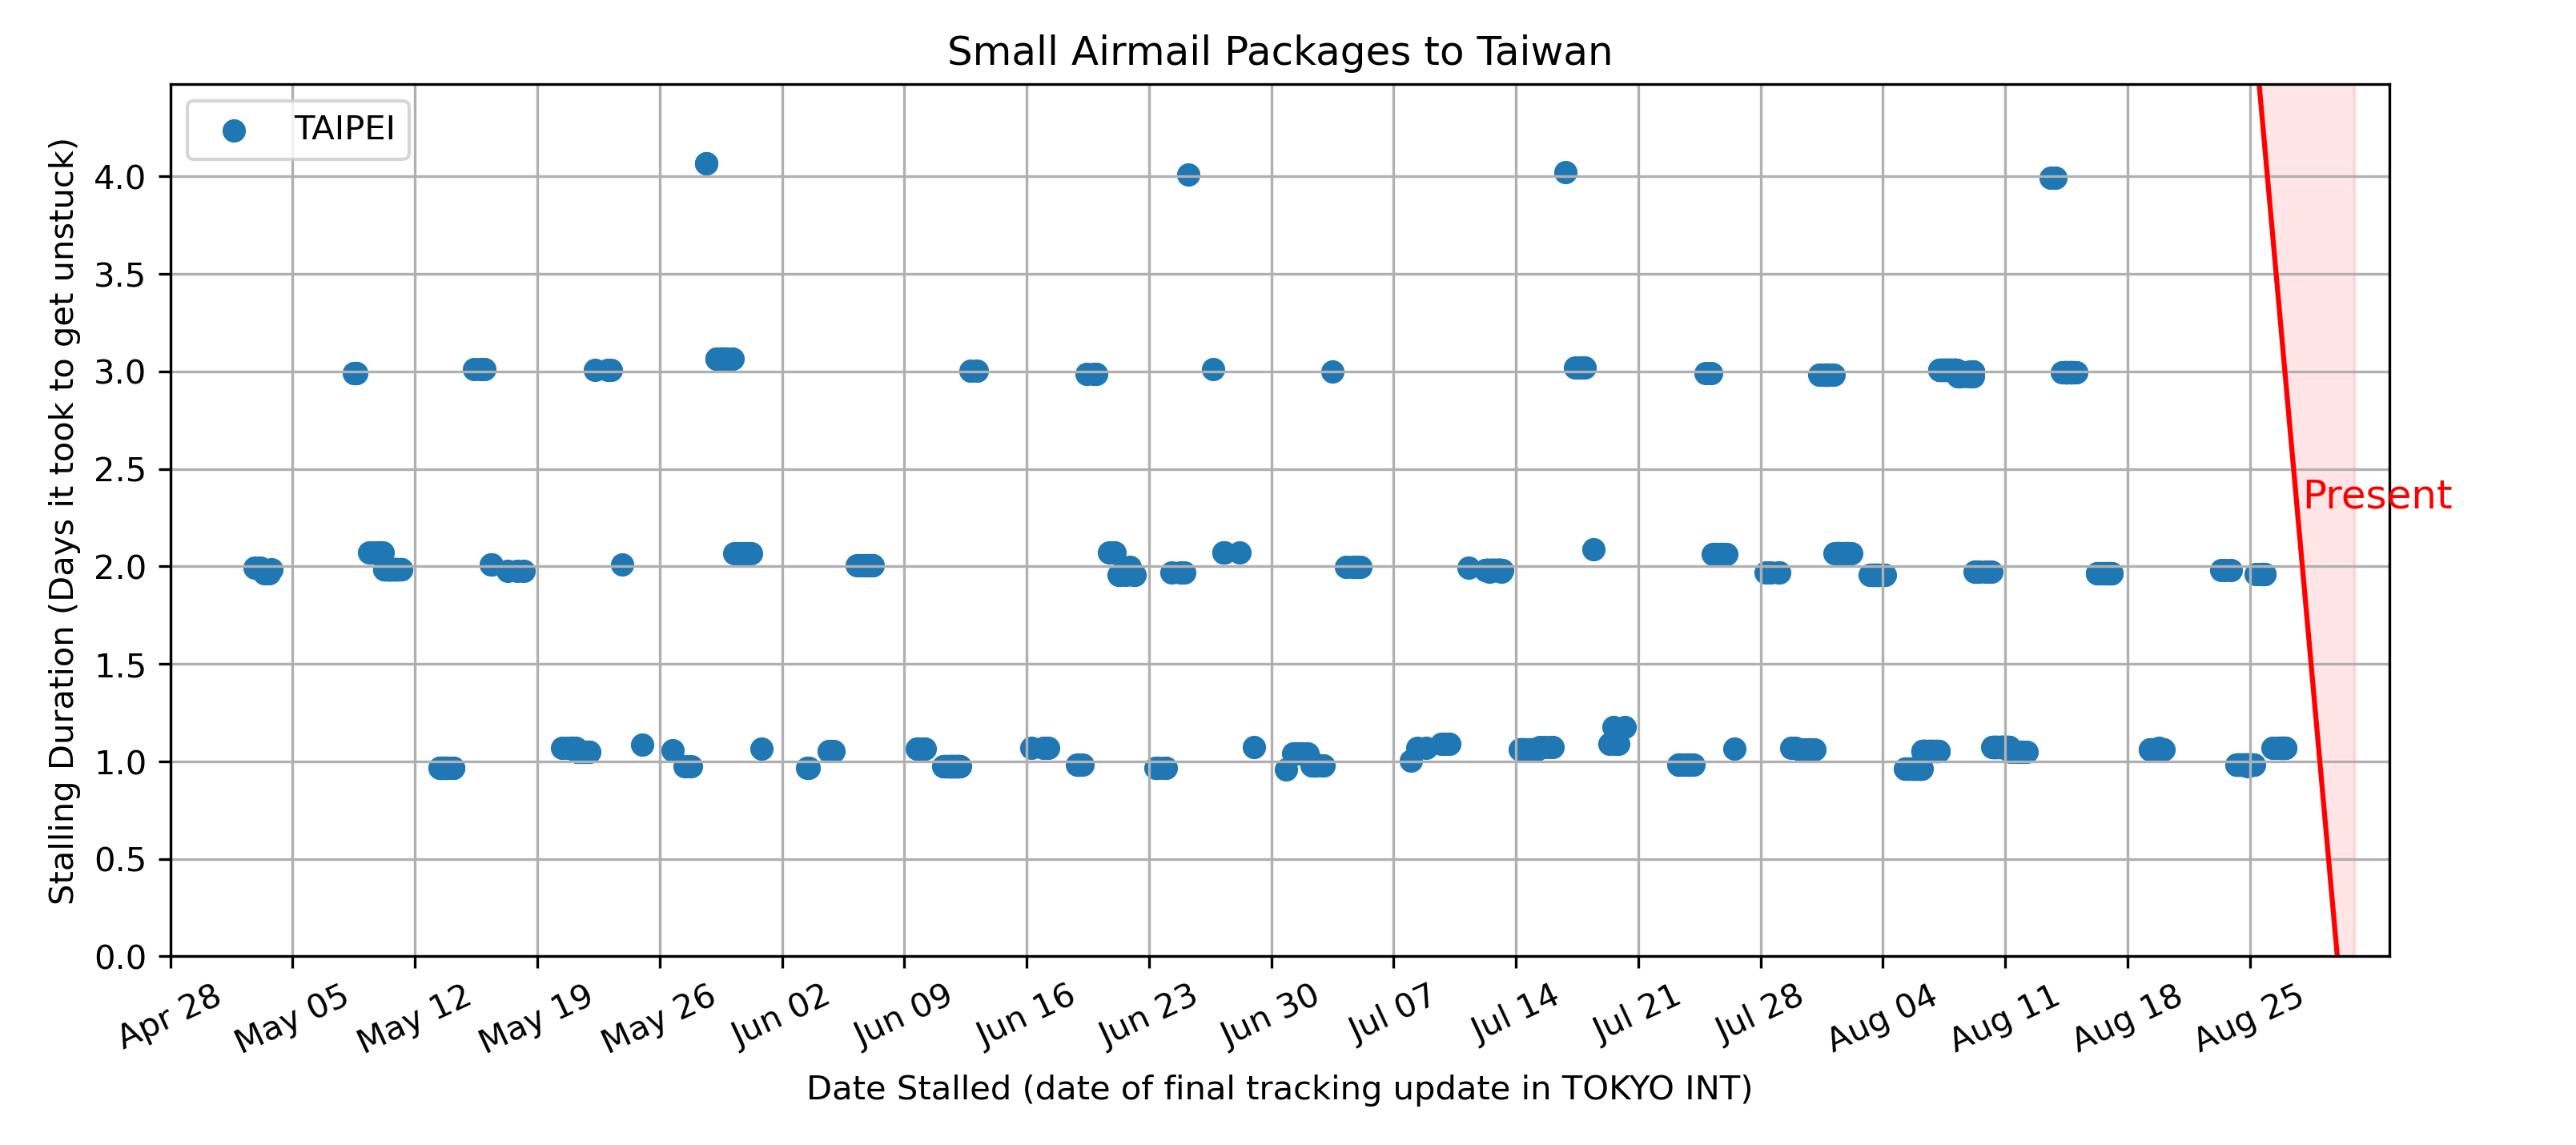 Small Airmail Packages to Taiwan
TAIPEI
Stalling Duration (Days it took to get unstuck)
4.0
3.5
3.0
2.5
2.0
1.5
1.0
0.5
0.0
Present
Apr 28
May 05
May 12
May 19
May 26
Jun 02
Jun 09
Jun 16
Jun 23
Jun 30
Jul 07
Jul 14
Jul 21
Jul 28
Aug 04
Aug 11
Aug 18
Aug 25
Date Stalled (date of final tracking update in TOKYO INT)